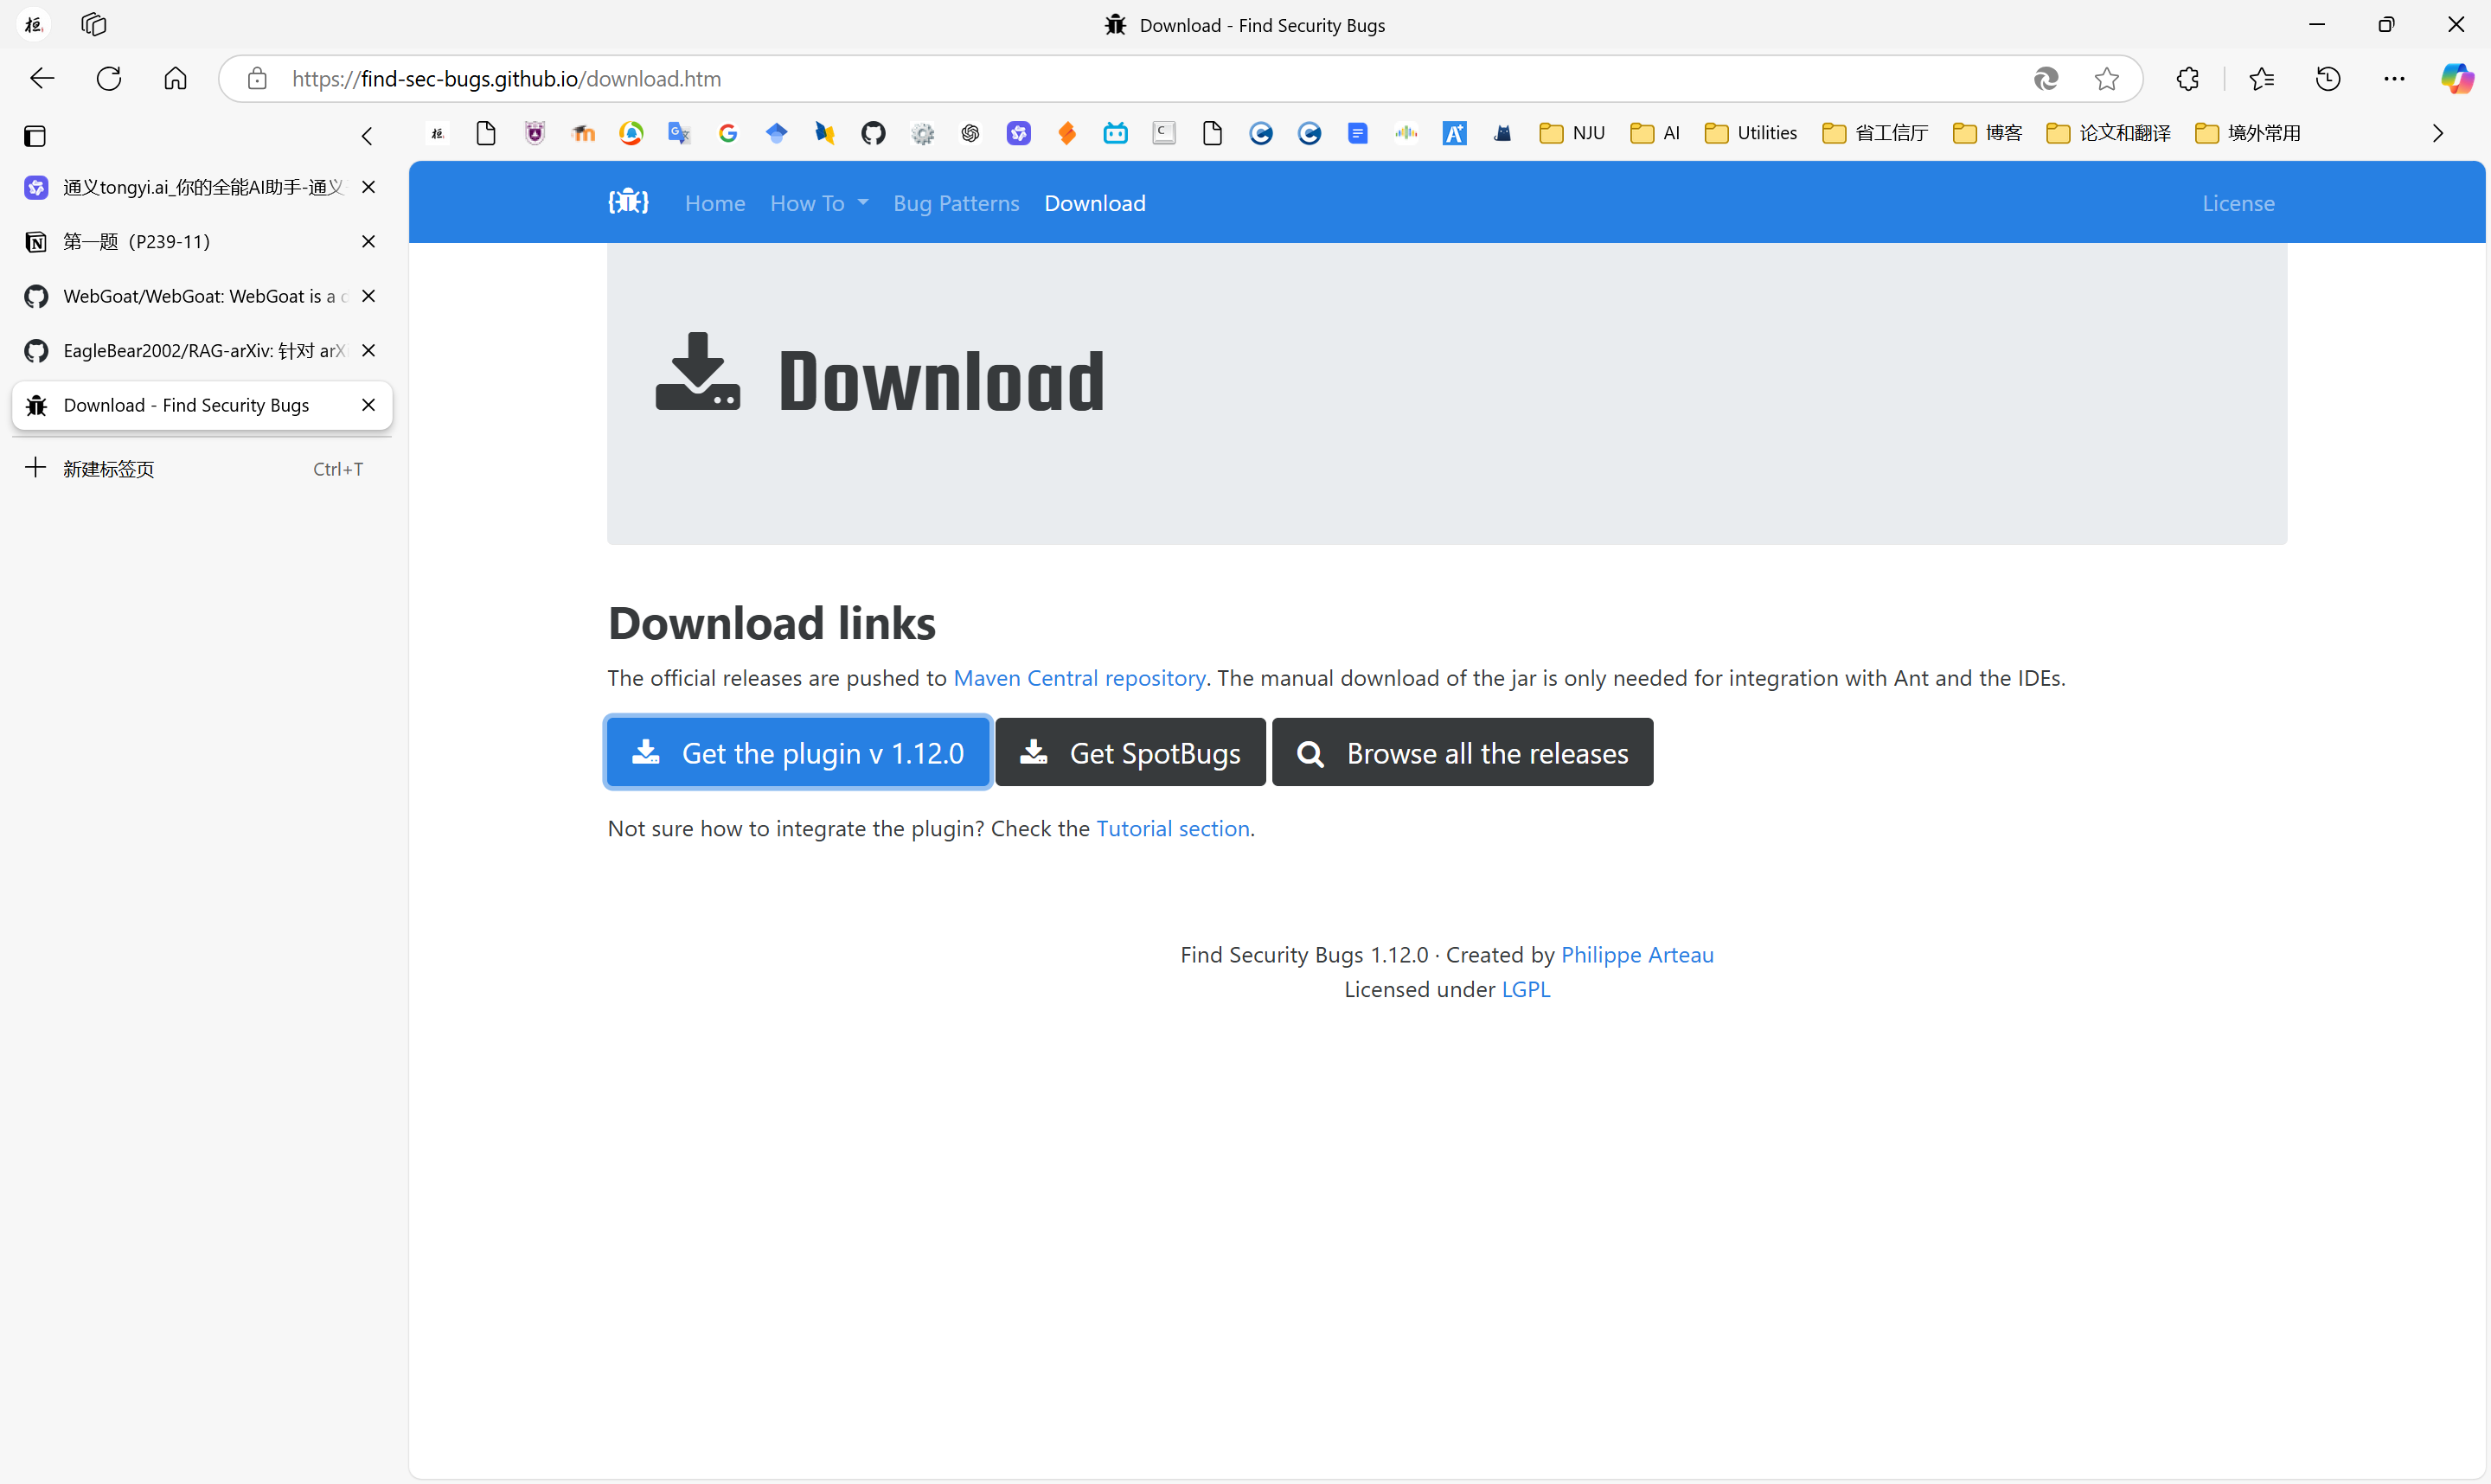 Download - Find Security Bugs
https://find-sec-bugs.github.io/download.htm
NJU
AI
Utilities
省工信厅
博客
论文和翻译
境外常用
通义tongyi.ai_你的全能AI助手-通义
第一题（P239-11）
WebGoat/WebGoat: WebGoat is a
EagleBear2002/RAG-arXiv: 针对 arX
Download - Find Security Bugs
新建标签页 Ctrl+T
Home How To Bug Patterns Download License
Download
Download links
The official releases are pushed to Maven Central repository. The manual download of the jar is only needed for integration with Ant and the IDEs.
Get the plugin v 1.12.0 Get SpotBugs Browse all the releases
Not sure how to integrate the plugin? Check the Tutorial section.
Find Security Bugs 1.12.0 · Created by Philippe Arteau
Licensed under LGPL